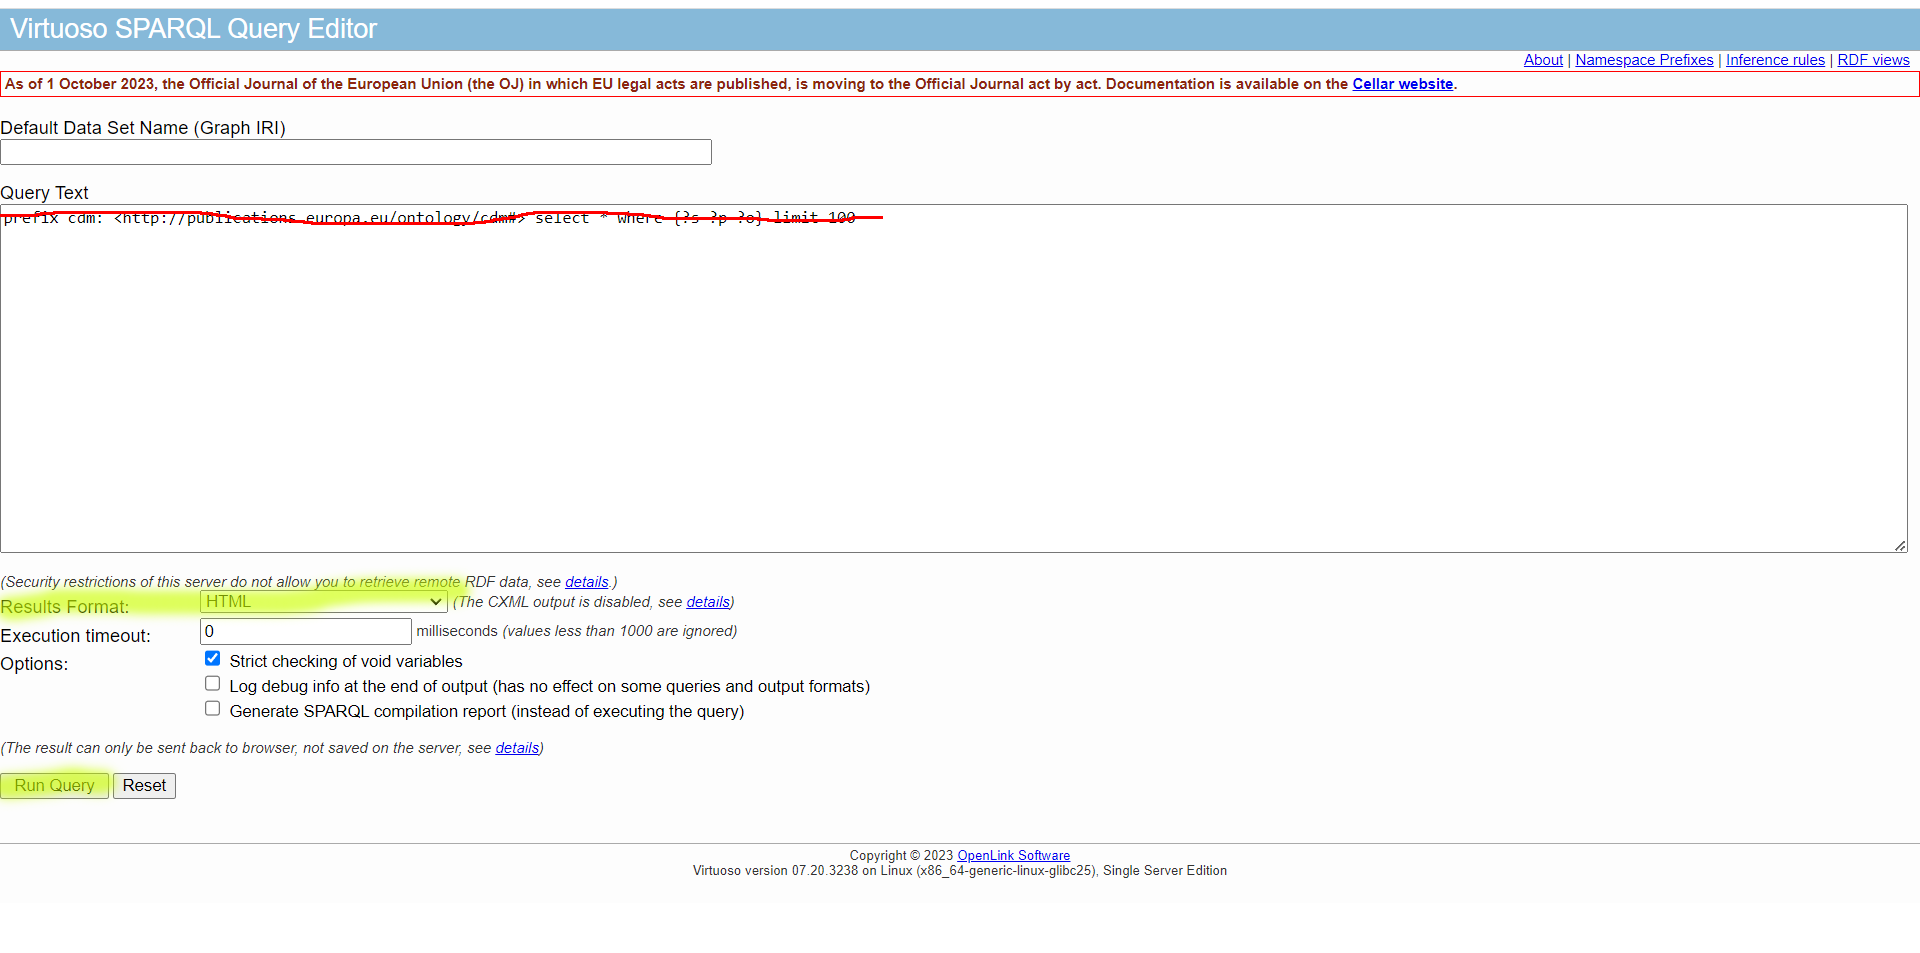 Virtuoso SPARQL Query Editor
About | Namespace Prefixes | Inference rules | RDF views
As of 1 October 2023, the Official Journal of the European Union (the OJ) in which EU legal acts are published, is moving to the Official Journal act by act. Documentation is available on the Cellar website.
Default Data Set Name (Graph IRI)
Query Text
prefix cdm: <http://publications.europa.eu/ontology/cdm#> select * where {?s ?p ?o} limit 100
(Security restrictions of this server do not allow you to retrieve remote RDF data, see details.)
Results Format: HTML (The CXML output is disabled, see details)
Execution timeout: 0 milliseconds (values less than 1000 are ignored)
Options: Strict checking of void variables
Log debug info at the end of output (has no effect on some queries and output formats)
Generate SPARQL compilation report (instead of executing the query)
(The result can only be sent back to browser, not saved on the server, see details)
Run Query Reset
Copyright © 2023 OpenLink Software
Virtuoso version 07.20.3238 on Linux (x86_64-generic-linux-glibc25), Single Server Edition